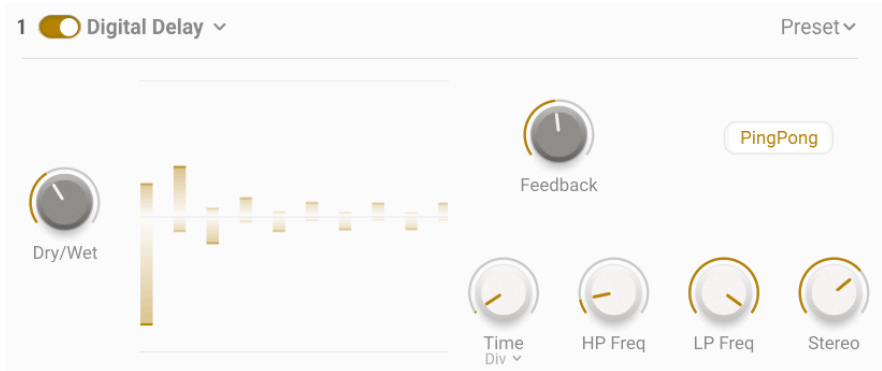 1 Digital Delay
Preset
PingPong
Feedback
Dry/Wet
Time
HP Freq
LP Freq
Stereo
Div